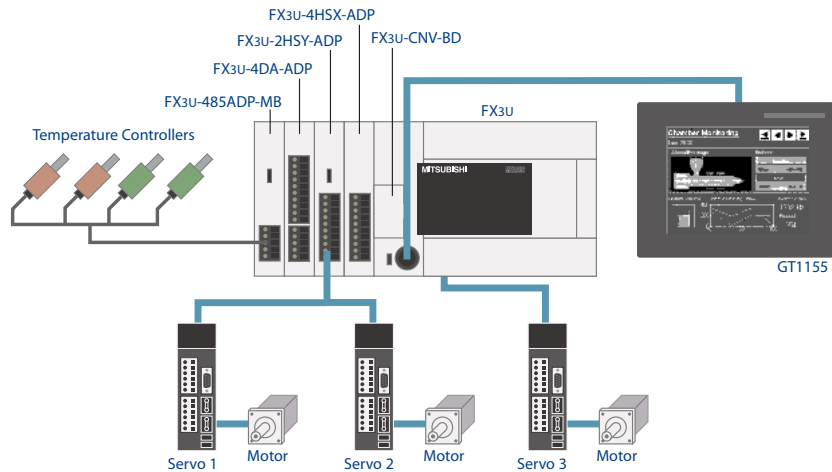 FX3U-4HSX-ADP
FX3U-2HSY-ADP
FX3U-CNV-BD
FX3U-4DA-ADP
FX3U-485ADP-MB
FX3U
Temperature Controllers
MITSUBISHI
Chamber Monitoring
GT1155
Servo 1
Motor
Servo 2
Motor
Servo 3
Motor